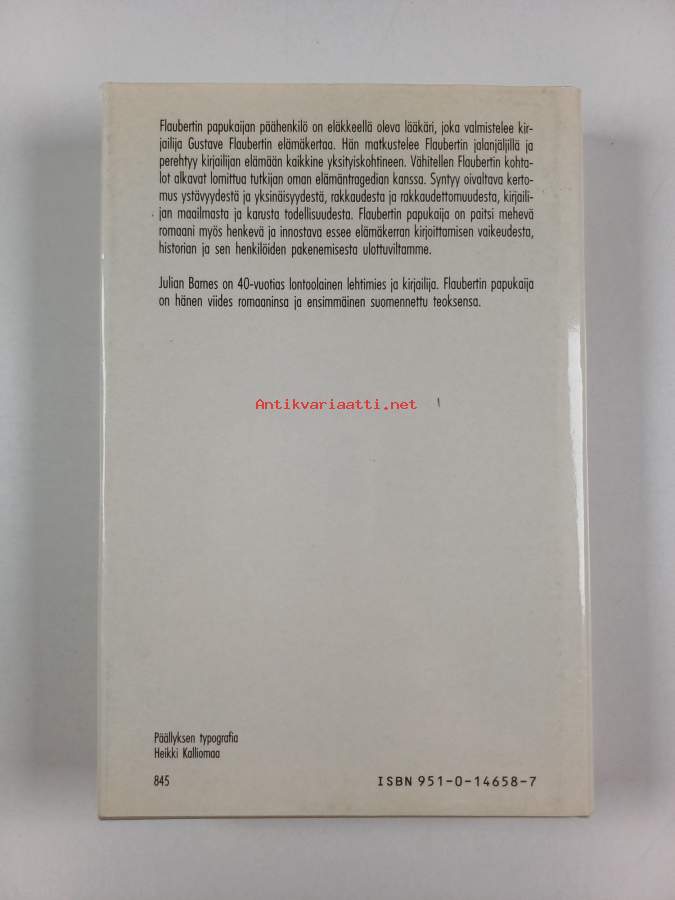 Flaubertin papukaijan päähenkilö on eläkkeellä oleva lääkäri, joka valmistelee kir-
jailija Gustave Flaubertin elämäkertaa. Hän matkustelee Flaubertin jalanjäljillä ja
perehtyy kirjailijan elämään kaikkine yksityiskohtineen. Vähitellen Flaubertin kohta-
lot alkavat lomittua tutkijan oman elämäntragedian kanssa. Syntyy oivaltava kerto-
mus ystävyydestä ja yksinäisyydestä, rakkaudesta ja rakkaudettomuudesta, kirjaili-
jan maailmasta ja karusta todellisuudesta. Flaubertin papukaija on paitsi mehevä
romaani myös henkevä ja innostava essee elämäkerran kirjoittamisen vaikeudesta,
historian ja sen henkilöiden pakenemisesta ulottuviltamme.
Julian Barnes on 40-vuotias lontoolainen lehtimies ja kirjailija. Flaubertin papukaija
on hänen viides romaaninsa ja ensimmäinen suomennettu teoksensa.
Antikvariaatti.net
Päällyksen typografia
Heikki Kalliomaa
845
ISBN 951-0-14658-7